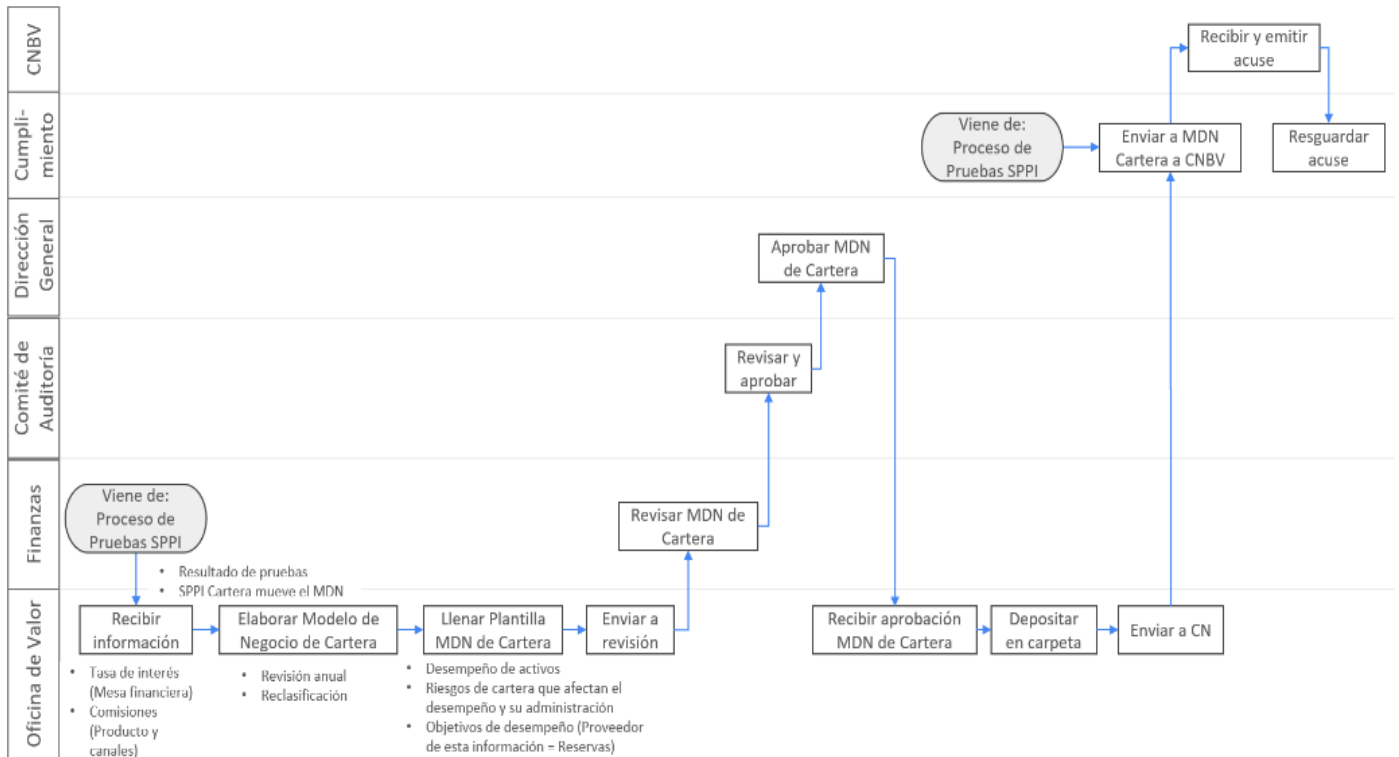 CNBV
Recibir y emitir
acuse
Cumpli-
miento
Viene de:
Proceso de
Pruebas SPPI
Enviar a MDN
Cartera a CNBV
Resguardar
acuse
Dirección
General
Aprobar MDN
de Cartera
Comité de
Auditoría
Revisar y
aprobar
Finanzas
Viene de:
Proceso de
Pruebas SPPI
• Resultado de pruebas
• SPPI Cartera mueve el MDN
Revisar MDN de
Cartera
Oficina de Valor
Recibir
información
• Tasa de interés
(Mesa financiera)
• Comisiones
(Producto y
canales)
Elaborar Modelo de
Negocio de Cartera
• Revisión anual
• Reclasificación
Llenar Plantilla
MDN de Cartera
• Desempeño de activos
• Riesgos de cartera que afectan el
desempeño y su administración
• Objetivos de desempeño (Proveedor
de esta información = Reservas)
Enviar a
revisión
Recibir aprobación
MDN de Cartera
Depositar
en carpeta
Enviar a CN